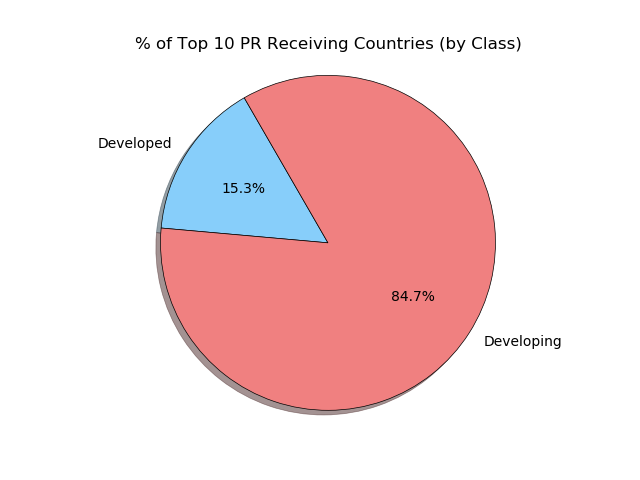 % of Top 10 PR Receiving Countries (by Class)
Developed
15.3%
84.7%
Developing